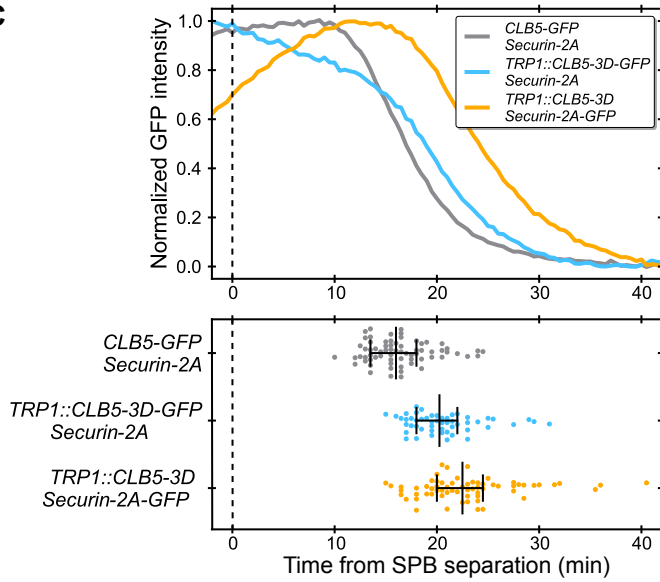 c
Normalized GFP intensity
1.0
0.8
0.6
0.4
0.2
0.0
CLB5-GFP
Securin-2A
TRP1::CLB5-3D-GFP
Securin-2A
TRP1::CLB5-3D
Securin-2A-GFP
0 10 20 30 40
CLB5-GFP
Securin-2A
TRP1::CLB5-3D-GFP
Securin-2A
TRP1::CLB5-3D
Securin-2A-GFP
0 10 20 30 40
Time from SPB separation (min)